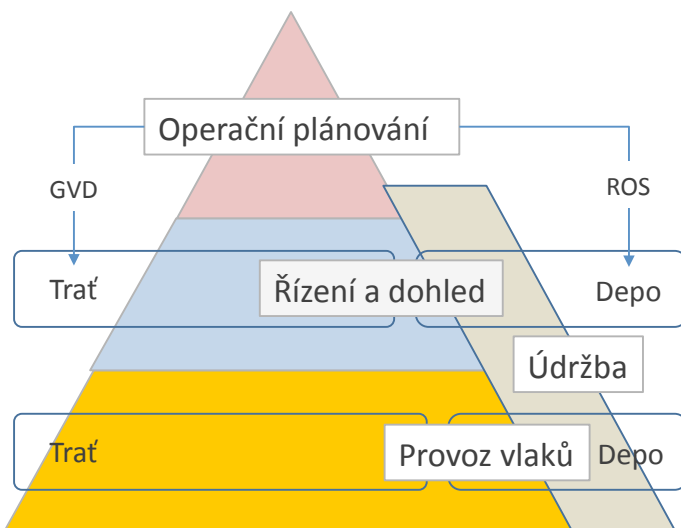 Operační plánování
GVD
ROS
Trať
Řízení a dohled
Depo
Údržba
Trať
Provoz vlaků
Depo